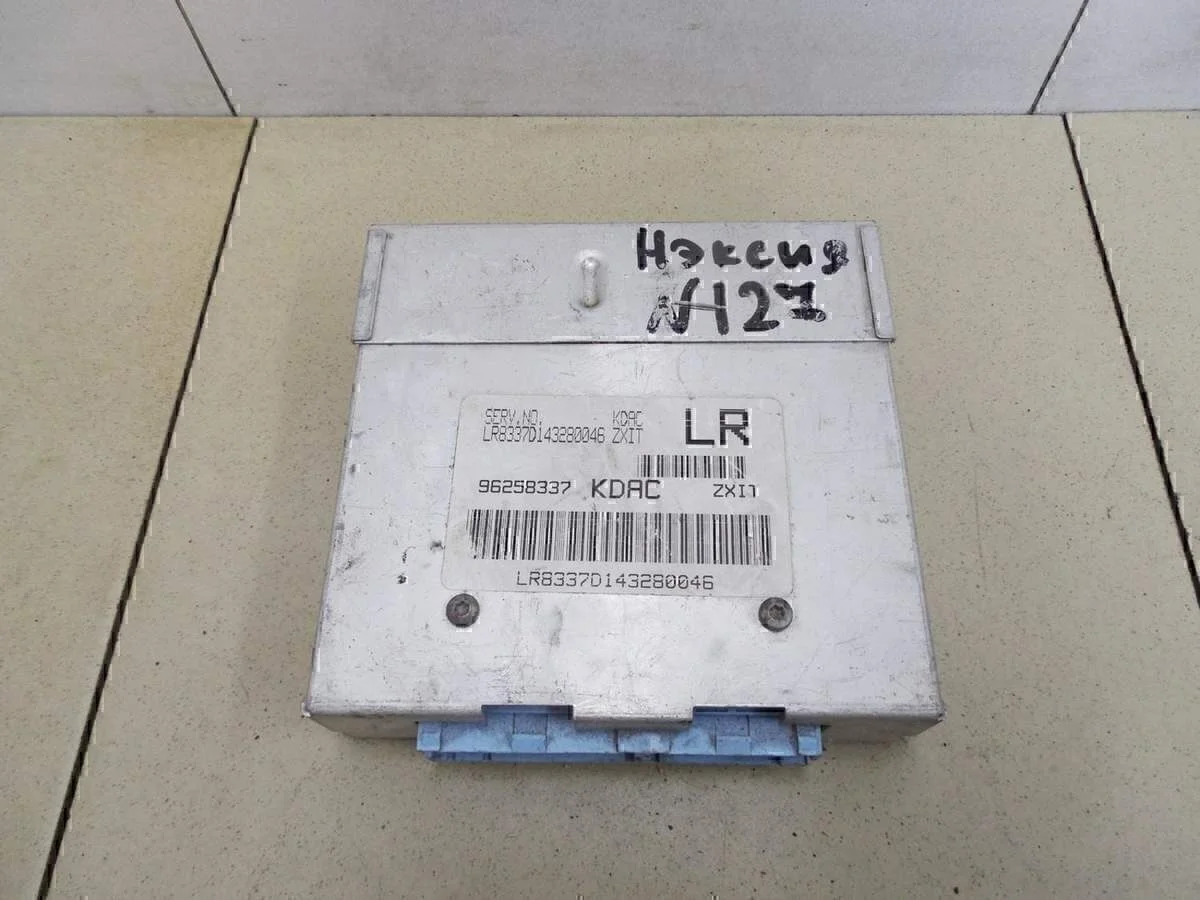 Нэксия
N127
SERV.NO. KDAC LR
LR8337D143280046 ZXIT
96258337 KDAC ZXIT
LR8337D143280046